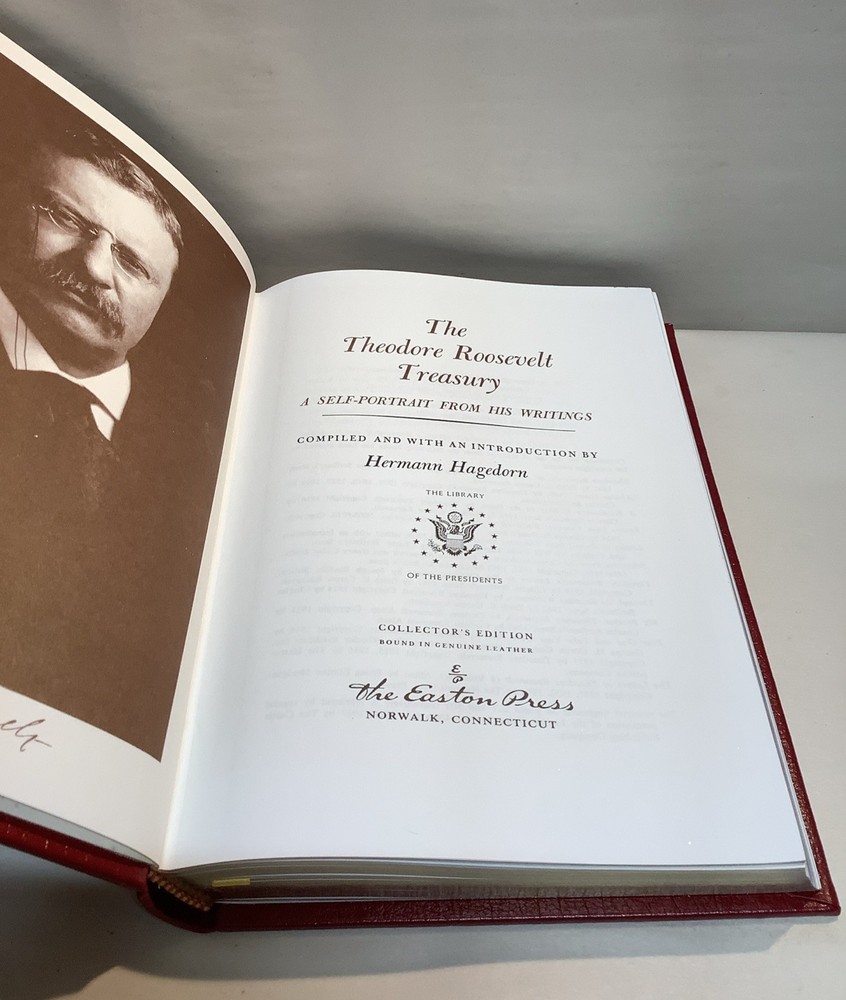 The
Theodore Roosevelt
Treasury
A SELF-PORTRAIT FROM HIS WRITINGS
COMPILED AND WITH AN INTRODUCTION BY
Hermann Hagedorn
THE LIBRARY
OF THE PRESIDENTS
COLLECTOR'S EDITION
BOUND IN GENUINE LEATHER
E
P
The Easton Press
NORWALK, CONNECTICUT